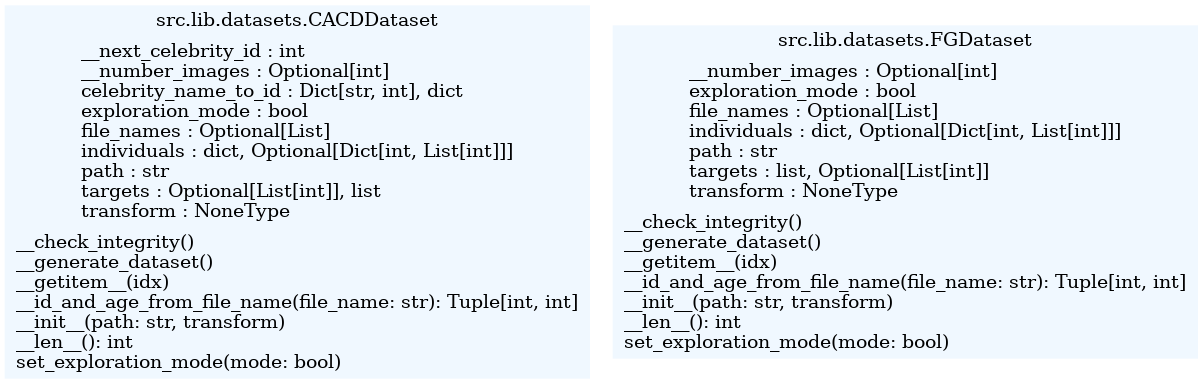 src.lib.datasets.CACDDataset
__next_celebrity_id : int
__number_images : Optional[int]
celebrity_name_to_id : Dict[str, int], dict
exploration_mode : bool
file_names : Optional[List]
individuals : dict, Optional[Dict[int, List[int]]]
path : str
targets : Optional[List[int]], list
transform : NoneType
__check_integrity()
__generate_dataset()
__getitem__(idx)
__id_and_age_from_file_name(file_name: str): Tuple[int, int]
__init__(path: str, transform)
__len__(): int
set_exploration_mode(mode: bool)
src.lib.datasets.FGDataset
__number_images : Optional[int]
exploration_mode : bool
file_names : Optional[List]
individuals : dict, Optional[Dict[int, List[int]]]
path : str
targets : list, Optional[List[int]]
transform : NoneType
__check_integrity()
__generate_dataset()
__getitem__(idx)
__id_and_age_from_file_name(file_name: str): Tuple[int, int]
__init__(path: str, transform)
__len__(): int
set_exploration_mode(mode: bool)